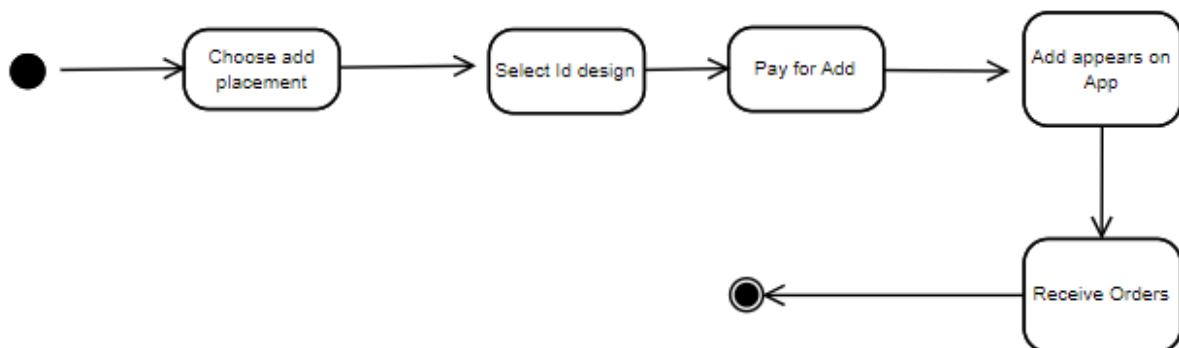 Choose add
placement
Select Id design
Pay for Add
Add appears on
App
Receive Orders